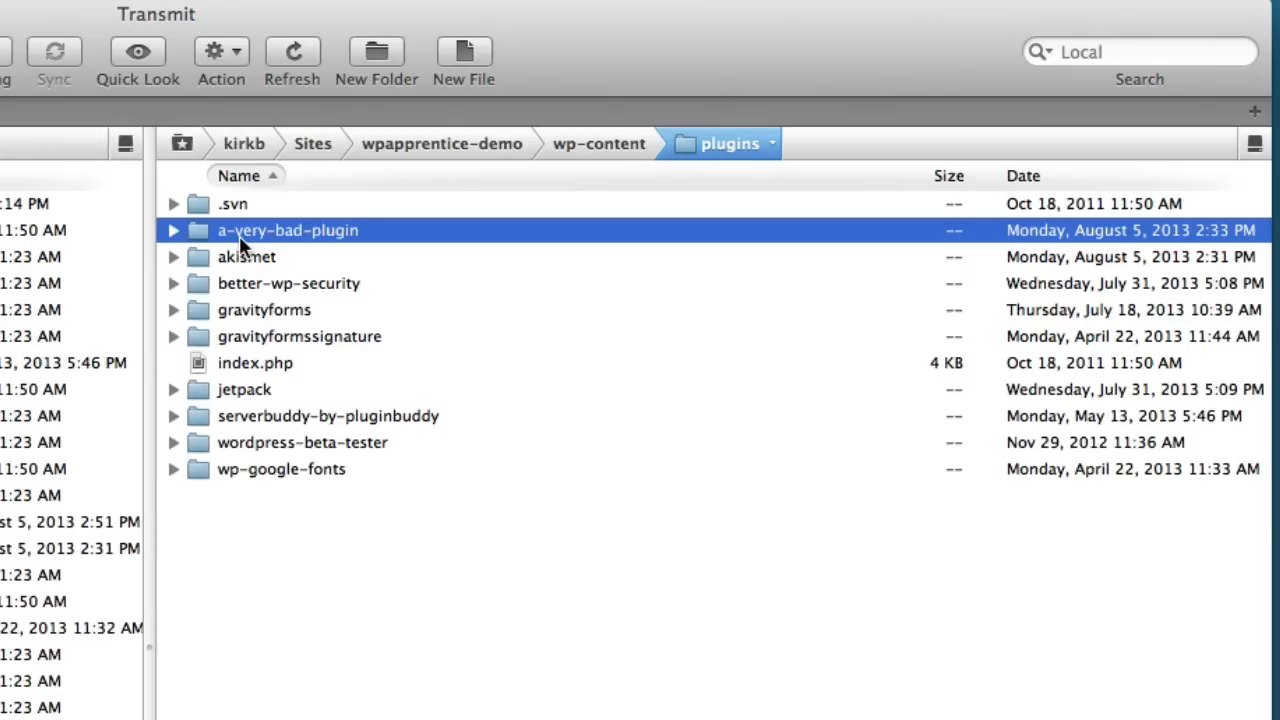 Transmit
Sync
Quick Look
Action
Refresh
New Folder
New File
Local
Search
kirkb
Sites
wpapprentice-demo
wp-content
plugins
Name
Size
Date
:14 PM
.svn -- Oct 18, 2011 11:50 AM
11:50 AM
a-very-bad-plugin -- Monday, August 5, 2013 2:33 PM
1:23 AM
akismet -- Monday, August 5, 2013 2:31 PM
1:23 AM
better-wp-security -- Wednesday, July 31, 2013 5:08 PM
1:23 AM
gravityforms -- Thursday, July 18, 2013 10:39 AM
1:23 AM
gravityformssignature -- Monday, April 22, 2013 11:44 AM
13, 2013 5:46 PM
index.php 4 KB Oct 18, 2011 11:50 AM
11:50 AM
jetpack -- Wednesday, July 31, 2013 5:09 PM
1:23 AM
serverbuddy-by-pluginbuddy -- Monday, May 13, 2013 5:46 PM
1:23 AM
wordpress-beta-tester -- Nov 29, 2012 11:36 AM
11:50 AM
wp-google-fonts -- Monday, April 22, 2013 11:33 AM
1:23 AM
st 5, 2013 2:51 PM
st 5, 2013 2:31 PM
1:23 AM
11:50 AM
22, 2013 11:32 AM
1:23 AM
1:23 AM
1:23 AM